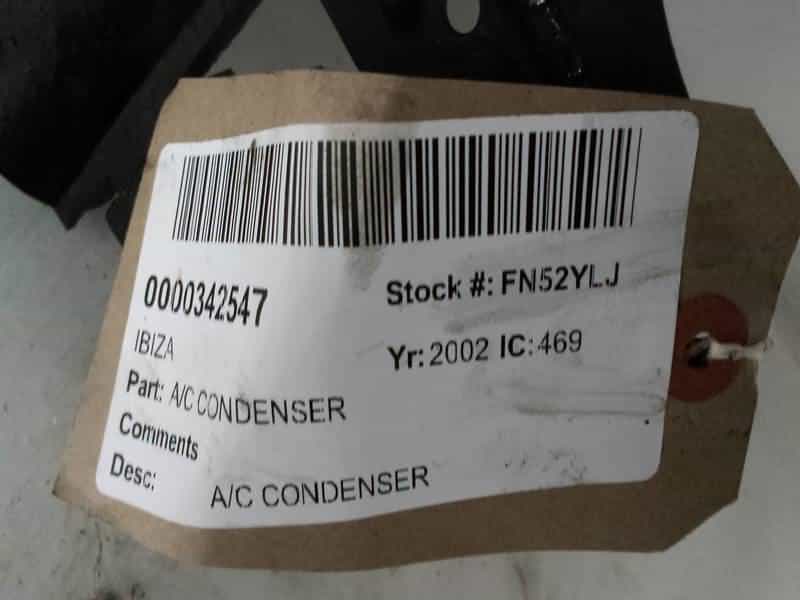 0000342547 Stock #: FN52YLJ
IBIZA Yr: 2002 IC: 469
Part: A/C CONDENSER
Comments
Desc: A/C CONDENSER